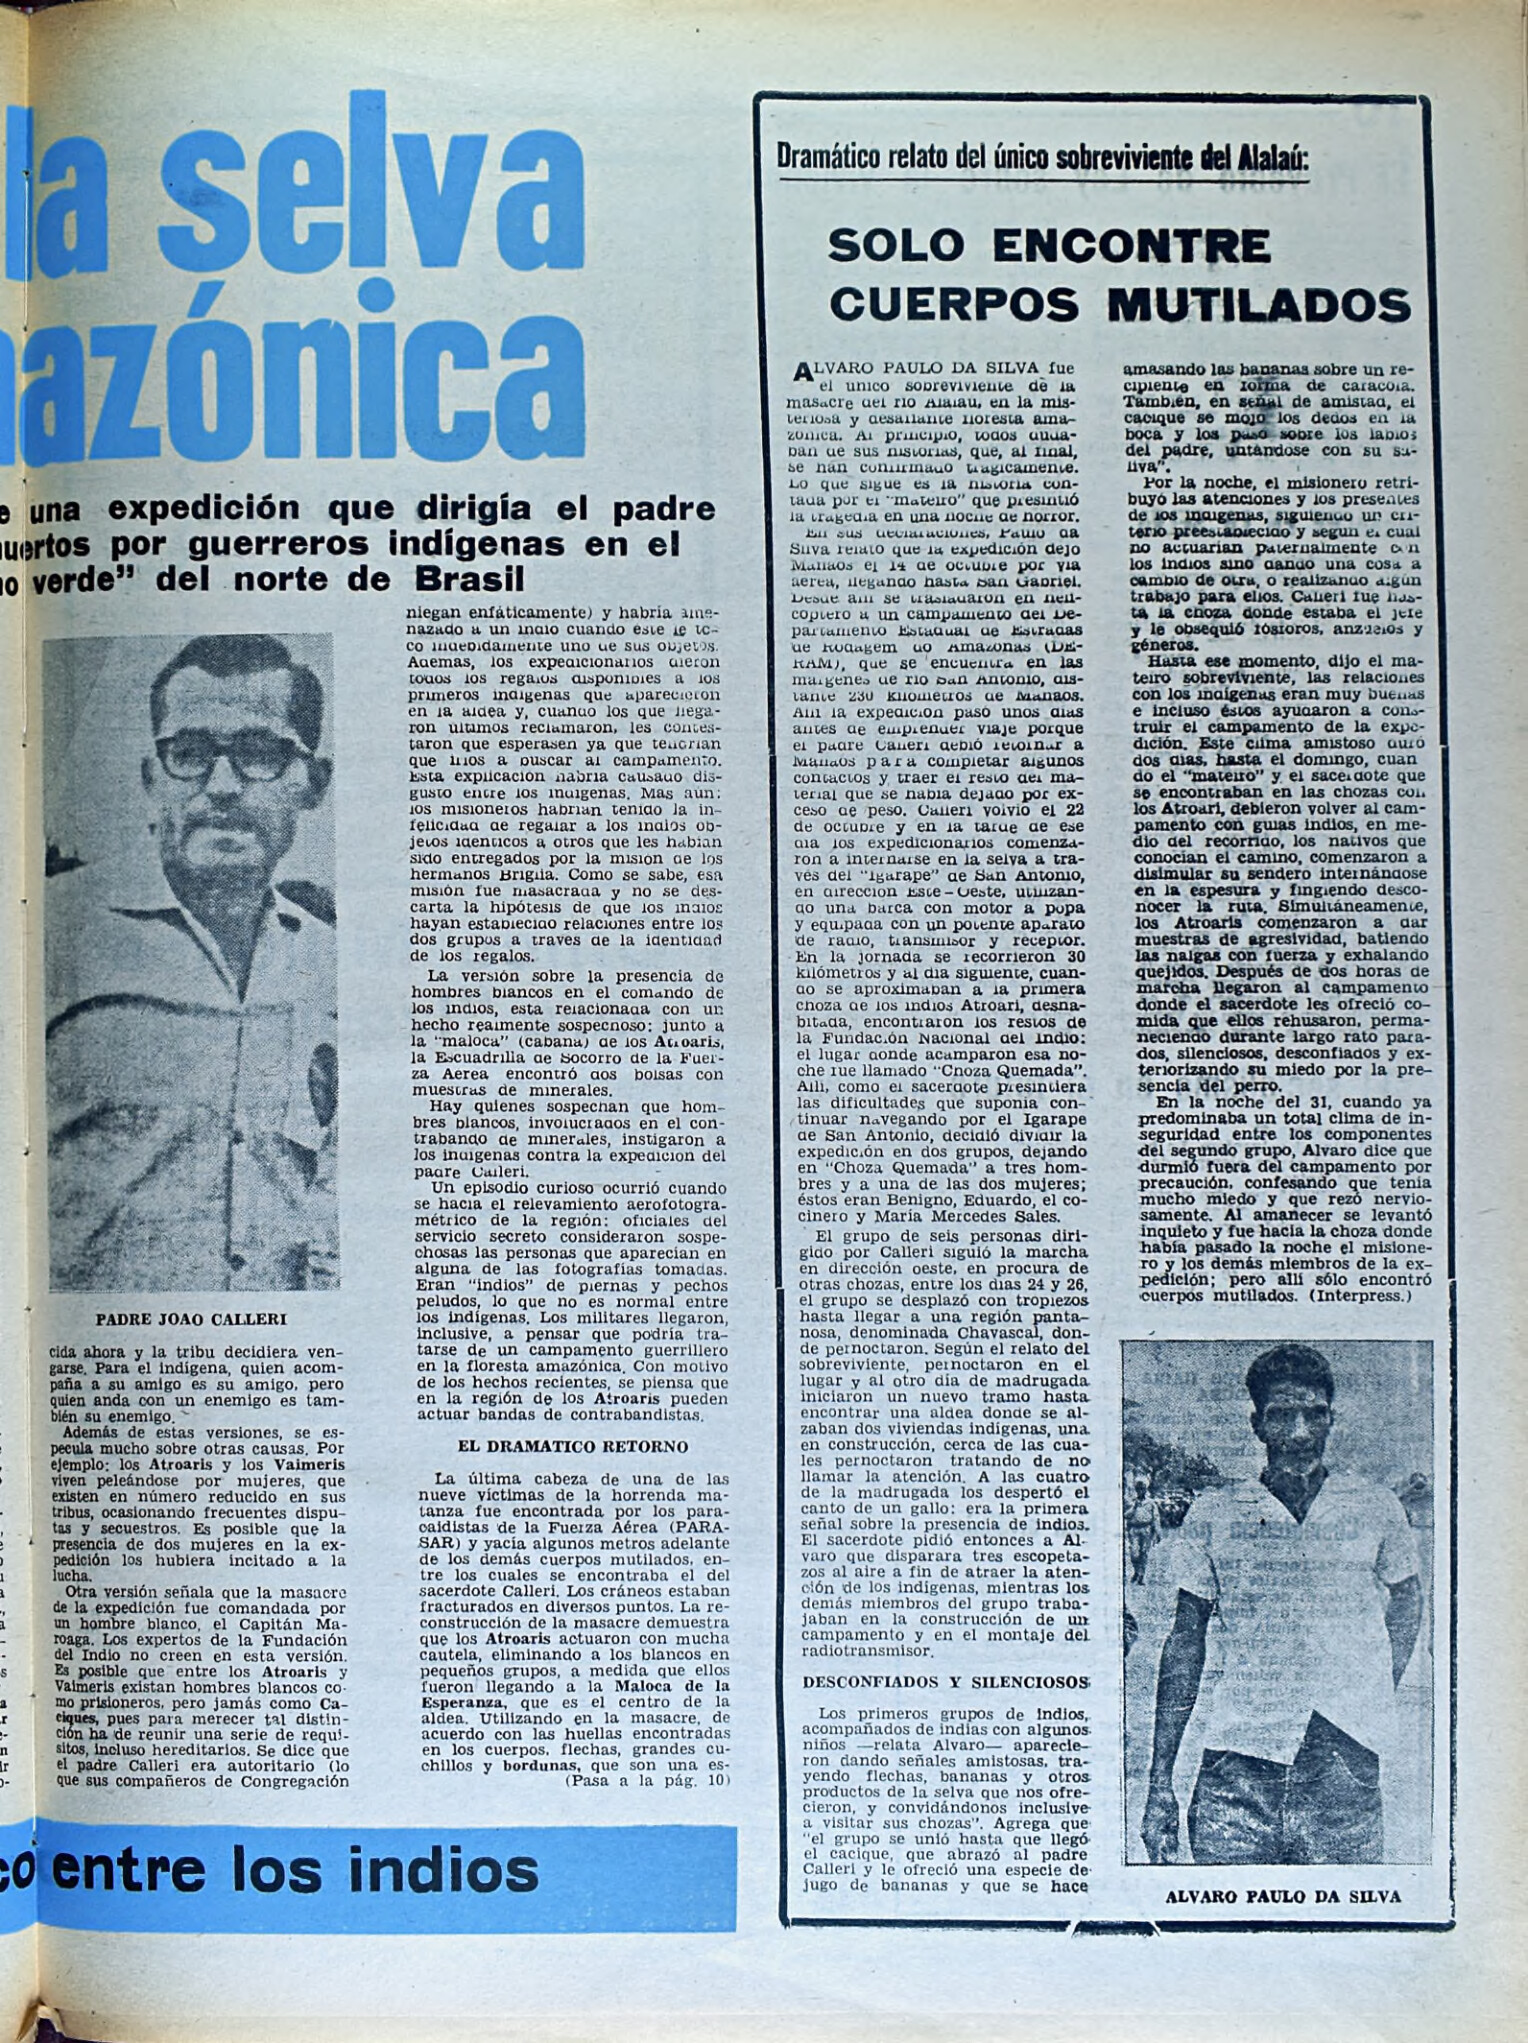 la selva
azónica
e una expedición que dirigía el padre
uertos por guerreros indígenas en el
no verde” del norte de Brasil
PADRE JOAO CALLERI
cida ahora y la tribu decidiera ven-
garse. Para el indígena, quien acom-
paña a su amigo es su amigo, pero
quien anda con un enemigo es tam-
bién su enemigo.
Además de estas versiones, se es-
pecula mucho sobre otras causas. Por
ejemplo: los Atroaris y los Vaimeris
viven peleándose por mujeres, que
existen en número reducido en sus
tribus, ocasionando frecuentes dispu-
tas y secuestros. Es posible que la
presencia de dos mujeres en la ex-
pedición los hubiera incitado a la
lucha.
Otra versión señala que la masacre
de la expedición fue comandada por
un hombre blanco, el Capitán Ma-
roaga. Los expertos de la Fundación
del Indio no creen en esta versión.
Es posible que entre los Atroaris y
Vaimeris existan hombres blancos co-
mo prisioneros, pero jamás como Ca-
ciques, pues para merecer tal distin-
ción ha de reunir una serie de requi-
sitos, incluso hereditarios. Se dice que
el padre Calleri era autoritario (lo
que sus compañeros de Congregación
niegan enfáticamente) y habría ame-
nazado a un indio cuando éste le to-
có indebidamente uno de sus objetos.
Además, los expedicionarios dieron
todos los regalos disponibles a los
primeros indígenas que aparecieron
en la aldea y, cuando los que llega-
ron últimos reclamaron, les contes-
taron que esperasen ya que tendrían
que irlos a buscar al campamento.
Esta explicación habría causado dis-
gusto entre los indígenas. Más aún:
los misioneros habrían tenido la in-
felicidad de regalar a los indios ob-
jetos idénticos a otros que les habían
sido entregados por la misión de los
hermanos Briglia. Como se sabe, esa
misión fue masacrada y no se des-
carta la hipótesis de que los indios
hayan establecido relaciones entre los
dos grupos a través de la identidad
de los regalos.
La versión sobre la presencia de
hombres blancos en el comando de
los indios, está relacionada con un
hecho realmente sospechoso: junto a
la “maloca” (cabaña) de los Atroaris,
la Escuadrilla de Socorro de la Fuer-
za Aérea encontró dos bolsas con
muestras de minerales.
Hay quienes sospechan que hom-
bres blancos, involucrados en el con-
trabando de minerales, instigaron a
los indígenas contra la expedición del
padre Calleri.
Un episodio curioso ocurrió cuando
se hacía el relevamiento aerofotogra-
métrico de la región: oficiales del
servicio secreto consideraron sospe-
chosas las personas que aparecían en
alguna de las fotografías tomadas.
Eran “indios” de piernas y pechos
peludos, lo que no es normal entre
los indígenas. Los militares llegaron,
inclusive, a pensar que podría tra-
tarse de un campamento guerrillero
en la floresta amazónica. Con motivo
de los hechos recientes, se piensa que
en la región de los Atroaris pueden
actuar bandas de contrabandistas.
EL DRAMATICO RETORNO
La última cabeza de una de las
nueve víctimas de la horrenda ma-
tanza fue encontrada por los para-
caidistas de la Fuerza Aérea (PARA-
SAR) y yacía algunos metros adelante
de los demás cuerpos mutilados, en-
tre los cuales se encontraba el del
sacerdote Calleri. Los cráneos estaban
fracturados en diversos puntos. La re-
construcción de la masacre demuestra
que los Atroaris actuaron con mucha
cautela, eliminando a los blancos en
pequeños grupos, a medida que ellos
fueron llegando a la Maloca de la
Esperanza, que es el centro de la
aldea. Utilizando en la masacre, de
acuerdo con las huellas encontradas
en los cuerpos, flechas, grandes cu-
chillos y bordunas, que son una es-
(Pasa a la pág. 10)
co entre los indios
Dramático relato del único sobreviviente del Alalaú:
SOLO ENCONTRE
CUERPOS MUTILADOS
ALVARO PAULO DA SILVA fue
el único sobreviviente de la
masacre del río Alalaú, en la mis-
teriosa y desafiante floresta ama-
zónica. Al principio, todos duda-
ban de sus historias, que, al final,
se han confirmado trágicamente.
Lo que sigue es la historia con-
tada por el “mateiro” que presintió
la tragedia en una noche de horror.
En sus declaraciones, Paulo da
Silva relató que la expedición dejó
Manaos el 14 de octubre por vía
aérea, llegando hasta San Gabriel.
Desde allí se trasladaron en heli-
cóptero a un campamento del De-
partamento Estadual de Estradas
de Rodagem do Amazonas (DE-
RAM), que se encuentra en las
márgenes de río San Antonio, dis-
tante 230 kilómetros de Manaos.
Allí la expedición pasó unos días
antes de emprender viaje porque
el padre Calleri debió retornar a
Manaos para completar algunos
contactos y traer el resto del ma-
terial que se había dejado por ex-
ceso de peso. Calleri volvió el 22
de octubre y en la tarde de ese
día los expedicionarios comenza-
ron a internarse en la selva a tra-
vés del “Igarape” de San Antonio,
en dirección Este-Oeste, utilizan-
do una barca con motor a popa
y equipada con un potente aparato
de radio, transmisor y receptor.
En la jornada se recorrieron 30
kilómetros y al día siguiente, cuan-
do se aproximaban a la primera
choza de los indios Atroari, desha-
bitada, encontraron los restos de
la Fundación Nacional del Indio:
el lugar donde acamparon esa no-
che fue llamado “Choza Quemada”.
Allí, como el sacerdote presintiera
las dificultades que suponía con-
tinuar navegando por el Igarape
de San Antonio, decidió dividir la
expedición en dos grupos, dejando
en “Choza Quemada” a tres hom-
bres y a una de las dos mujeres;
éstos eran Benigno, Eduardo, el co-
cinero y María Mercedes Sales.
El grupo de seis personas diri-
gido por Calleri siguió la marcha
en dirección oeste, en procura de
otras chozas, entre los días 24 y 26,
el grupo se desplazó con tropiezos
hasta llegar a una región panta-
nosa, denominada Chavascal, don-
de pernoctaron. Según el relato del
sobreviviente, pernoctaron en el
lugar y al otro día de madrugada
iniciaron un nuevo tramo hasta
encontrar una aldea donde se al-
zaban dos viviendas indígenas, una
en construcción, cerca de las cua-
les pernoctaron tratando de no
llamar la atención. A las cuatro
de la madrugada los despertó el
canto de un gallo: era la primera
señal sobre la presencia de indios.
El sacerdote pidió entonces a Al-
varo que disparara tres escopeta-
zos al aire a fin de atraer la aten-
ción de los indígenas, mientras los
demás miembros del grupo traba-
jaban en la construcción de un
campamento y en el montaje del
radiotransmisor.
DESCONFIADOS Y SILENCIOSOS
Los primeros grupos de indios,
acompañados de indias con algunos
niños —relata Alvaro— aparecie-
ron dando señales amistosas, tra-
yendo flechas, bananas y otros
productos de la selva que nos ofre-
cieron, y convidándonos inclusive
a visitar sus chozas”. Agrega que
“el grupo se unió hasta que llegó
el cacique, que abrazó al padre
Calleri y le ofreció una especie de
jugo de bananas y que se hace
amasando las bananas sobre un re-
cipiente en forma de caracola.
También, en señal de amistad, el
cacique se mojó los dedos en la
boca y los pasó sobre los labios
del padre, untándose con su sa-
liva”.
Por la noche, el misionero retri-
buyó las atenciones y los presentes
de los indígenas, siguiendo un cri-
terio preestablecido y según el cual
no actuarían paternalmente con
los indios sino dando una cosa a
cambio de otra, o realizando algún
trabajo para ellos. Calleri fue has-
ta la choza donde estaba el jefe
y le obsequió fósforos, anzuelos y
géneros.
Hasta ese momento, dijo el ma-
teiro sobreviviente, las relaciones
con los indígenas eran muy buenas
e incluso éstos ayudaron a cons-
truir el campamento de la expe-
dición. Este clima amistoso duró
dos días, hasta el domingo, cuan
do el “mateiro” y el sacerdote que
se encontraban en las chozas con
los Atroari, debieron volver al cam-
pamento con guías indios, en me-
dio del recorrido, los nativos que
conocían el camino, comenzaron a
disimular su sendero internándose
en la espesura y fingiendo desco-
nocer la ruta. Simultáneamente,
los Atroaris comenzaron a dar
muestras de agresividad, batiendo
las nalgas con fuerza y exhalando
quejidos. Después de dos horas de
marcha llegaron al campamento
donde el sacerdote les ofreció co-
mida que ellos rehusaron, perma-
neciendo durante largo rato para-
dos, silenciosos, desconfiados y ex-
teriorizando su miedo por la pre-
sencia del perro.
En la noche del 31, cuando ya
predominaba un total clima de in-
seguridad entre los componentes
del segundo grupo, Alvaro dice que
durmió fuera del campamento por
precaución, confesando que tenía
mucho miedo y que rezó nervio-
samente. Al amanecer se levantó
inquieto y fue hacia la choza donde
había pasado la noche el misione-
ro y los demás miembros de la ex-
pedición; pero allí sólo encontró
cuerpos mutilados. (Interpress.)
ALVARO PAULO DA SILVA